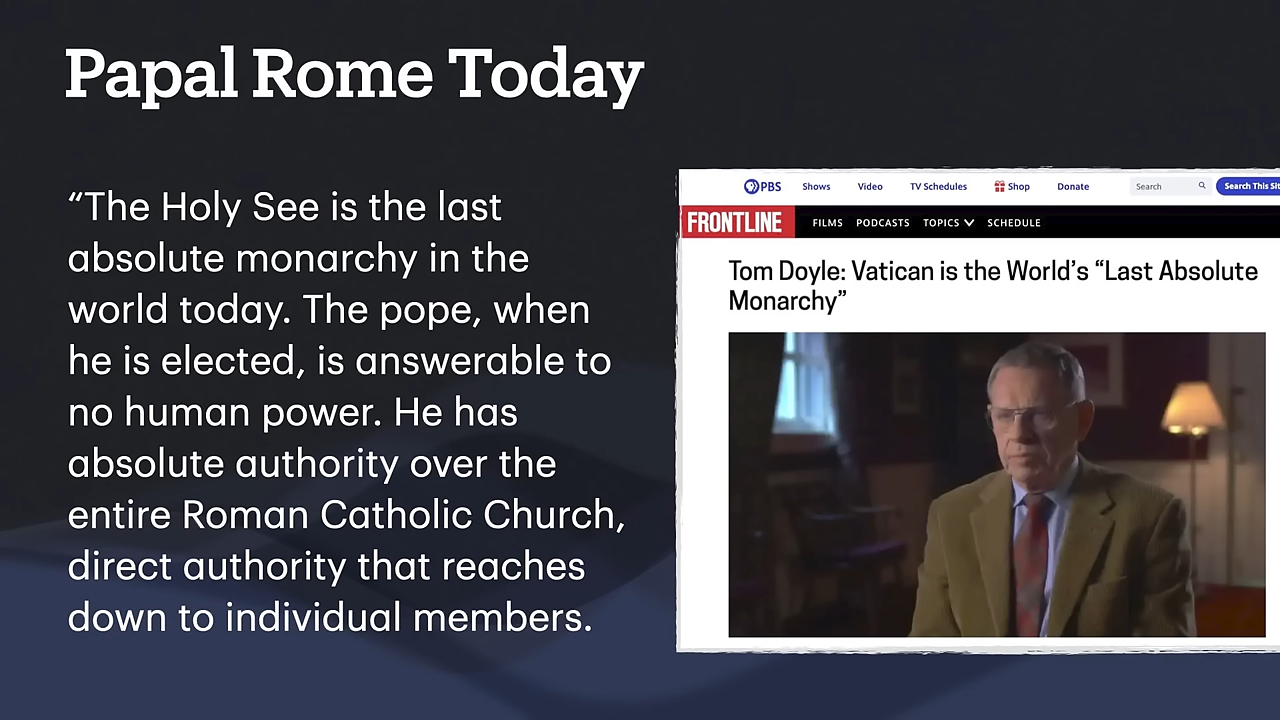 Papal Rome Today
“The Holy See is the last
absolute monarchy in the
world today. The pope, when
he is elected, is answerable to
no human power. He has
absolute authority over the
entire Roman Catholic Church,
direct authority that reaches
down to individual members.
PBS Shows Video TV Schedules Shop Donate Search Search This Sit
FRONTLINE FILMS PODCASTS TOPICS SCHEDULE
Tom Doyle: Vatican is the World’s “Last Absolute
Monarchy”